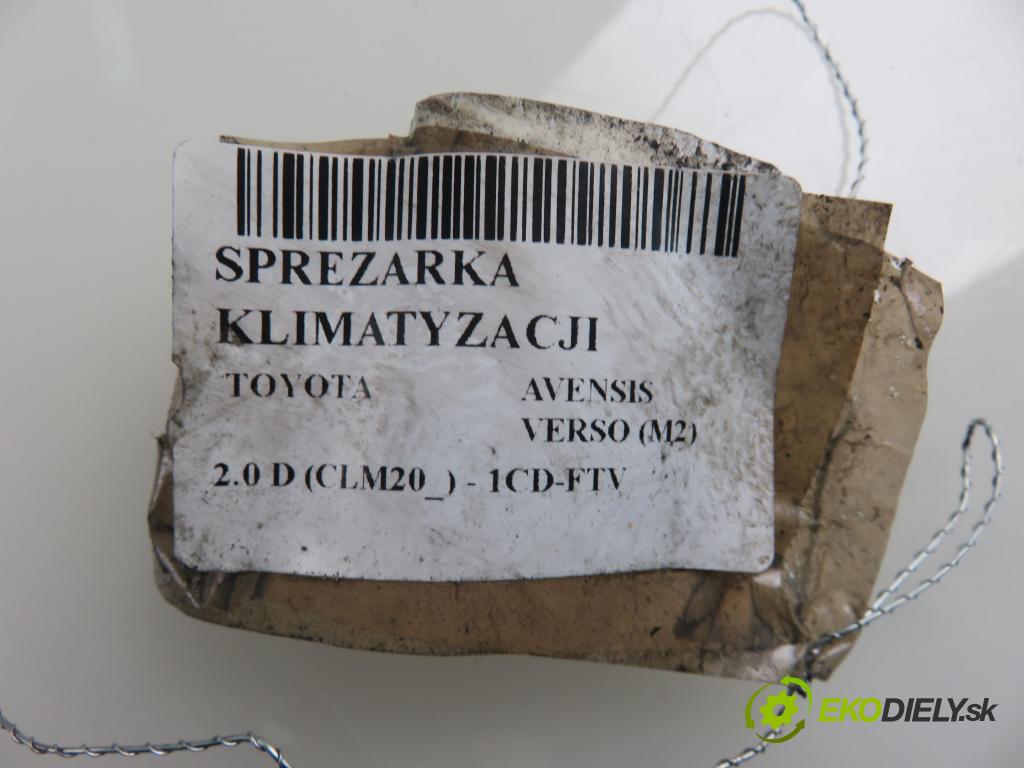 SPREZARKA
KLIMATYZACJI
TOYOTA AVENSIS
VERSO (M2)
2.0 D (CLM20_) - 1CD-FTV
EKODIELY.sk